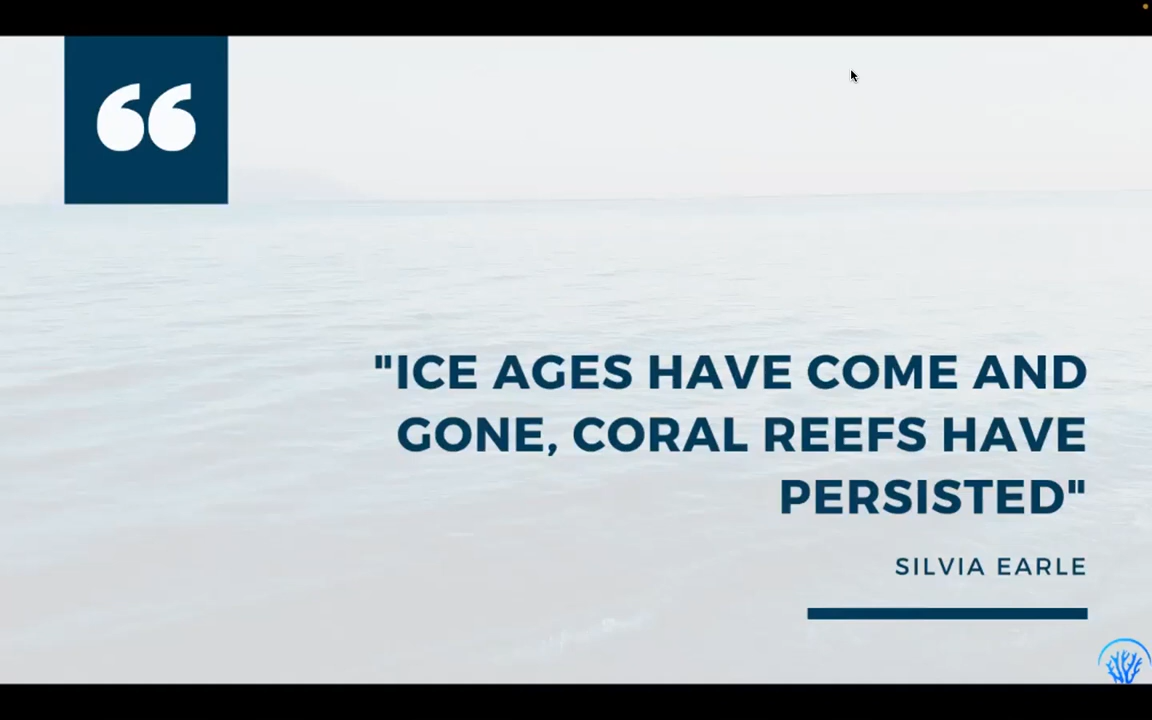 “
"ICE AGES HAVE COME AND
GONE, CORAL REEFS HAVE
PERSISTED"
SILVIA EARLE